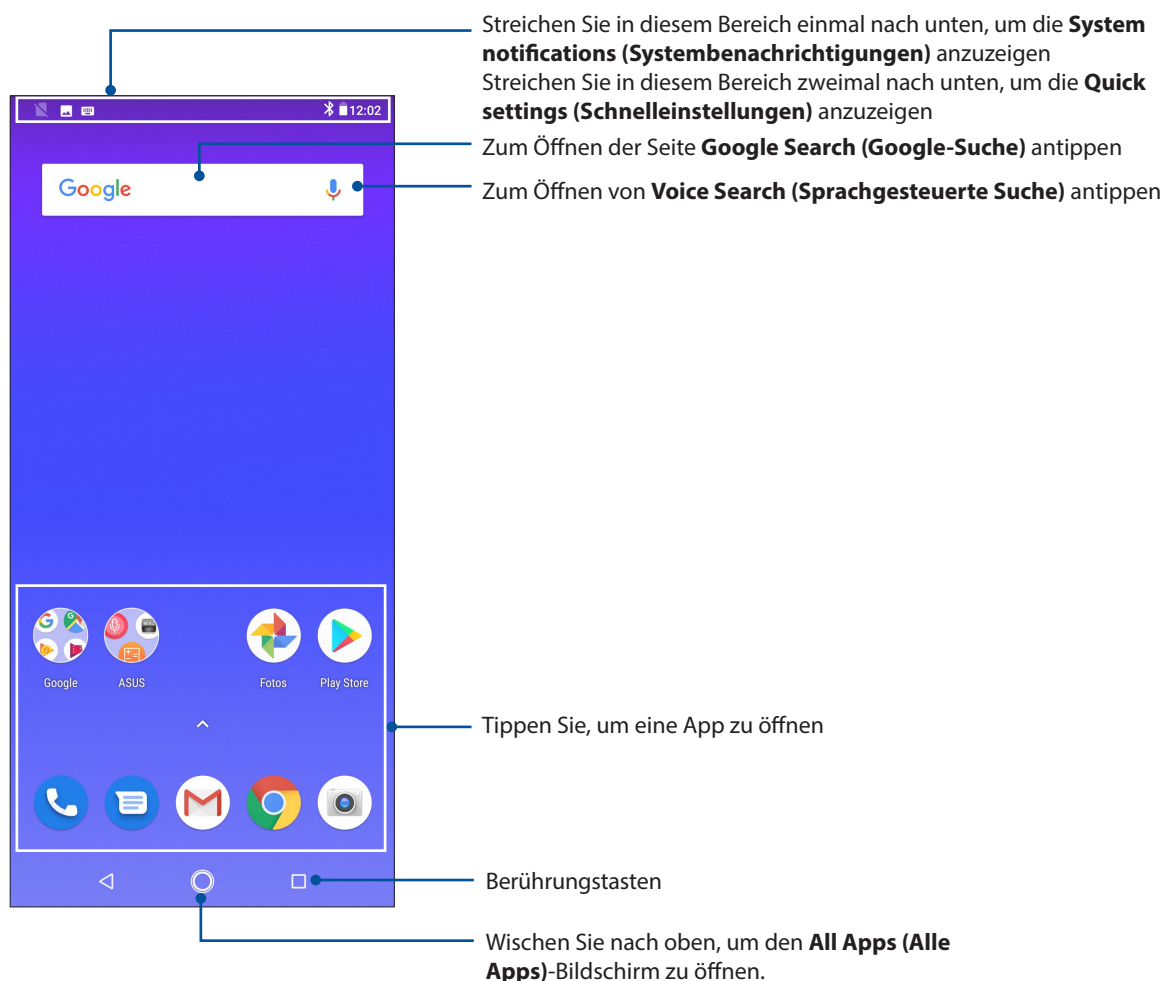 Streichen Sie in diesem Bereich einmal nach unten, um die System
notifications (Systembenachrichtigungen) anzuzeigen
Streichen Sie in diesem Bereich zweimal nach unten, um die Quick
settings (Schnelleinstellungen) anzuzeigen
12:02
Zum Öffnen der Seite Google Search (Google-Suche) antippen
Google
Zum Öffnen von Voice Search (Sprachgesteuerte Suche) antippen
Google ASUS Fotos Play Store
Tippen Sie, um eine App zu öffnen
Berührungstasten
Wischen Sie nach oben, um den All Apps (Alle
Apps)-Bildschirm zu öffnen.